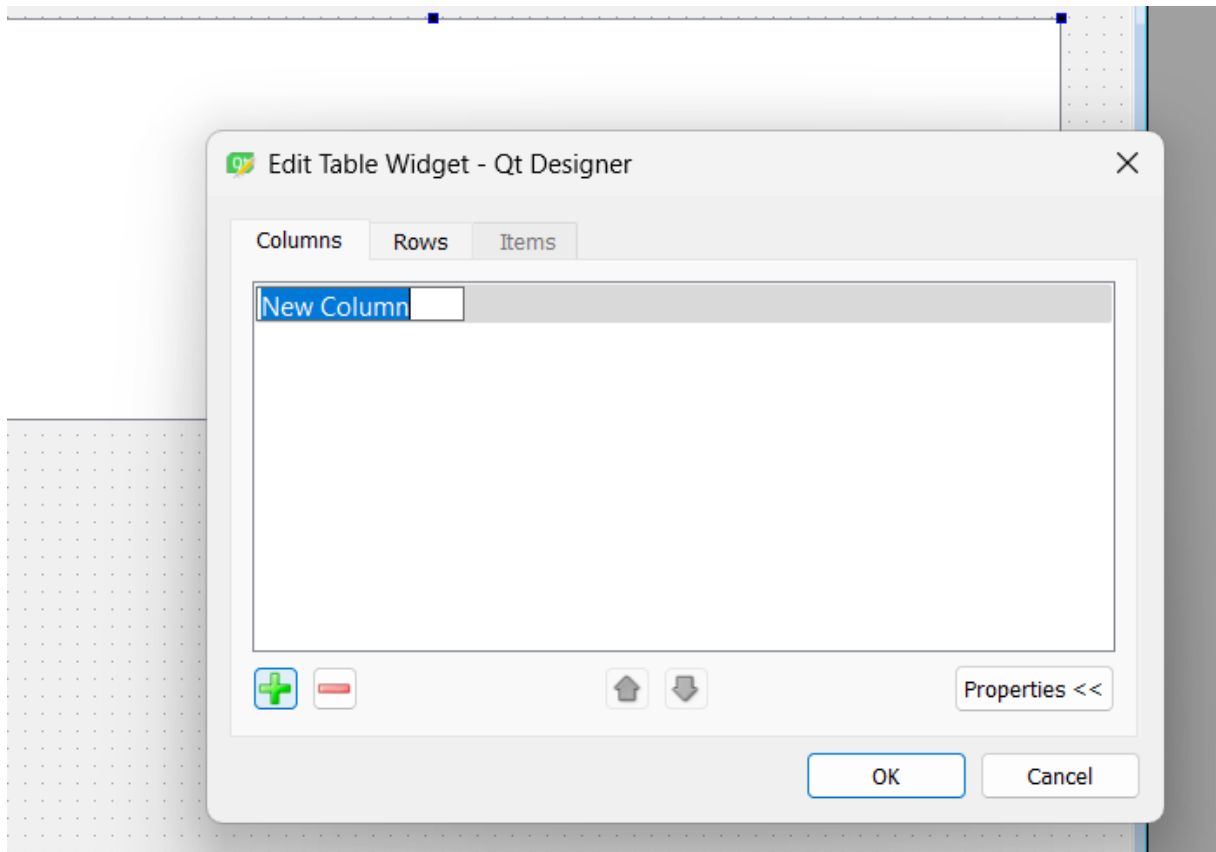 Edit Table Widget - Qt Designer
Columns Rows Items
New Column
Properties <<
OK Cancel